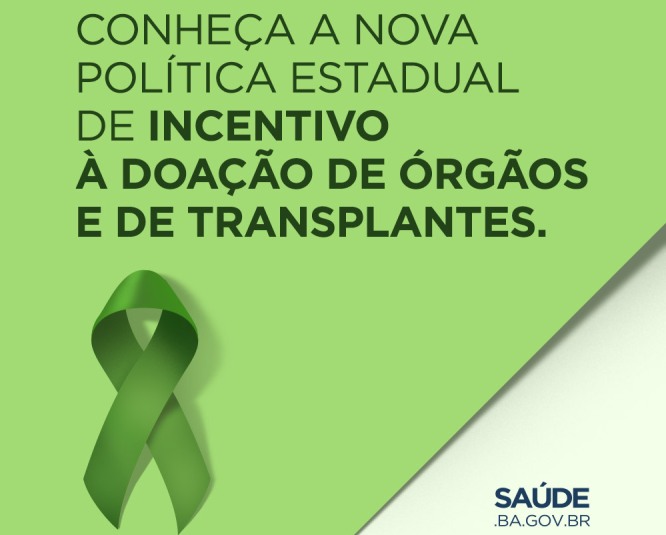 CONHEÇA A NOVA
POLÍTICA ESTADUAL
DE INCENTIVO
À DOAÇÃO DE ÓRGÃOS
E DE TRANSPLANTES.
SAÚDE
.BA.GOV.BR